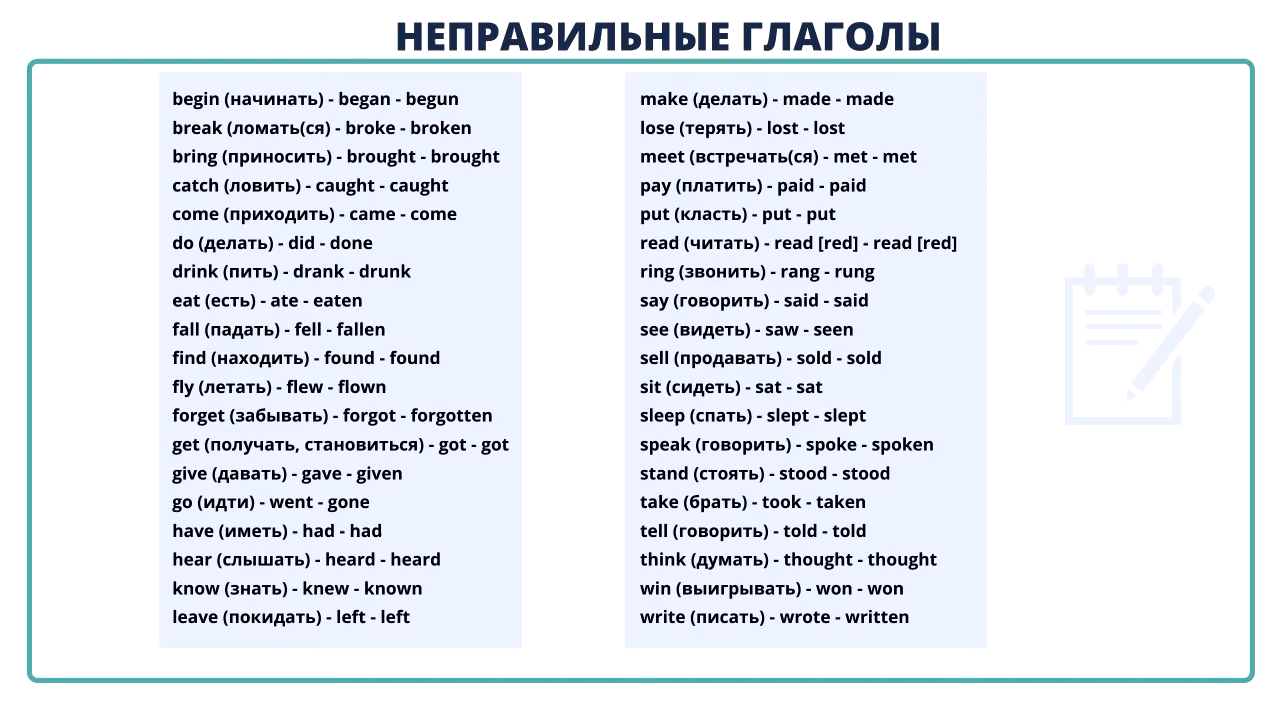 НЕПРАВИЛЬНЫЕ ГЛАГОЛЫ
begin (начинать) - began - begun
break (ломать(ся) - broke - broken
bring (приносить) - brought - brought
catch (ловить) - caught - caught
come (приходить) - came - come
do (делать) - did - done
drink (пить) - drank - drunk
eat (есть) - ate - eaten
fall (падать) - fell - fallen
find (находить) - found - found
fly (летать) - flew - flown
forget (забывать) - forgot - forgotten
get (получать, становиться) - got - got
give (давать) - gave - given
go (идти) - went - gone
have (иметь) - had - had
hear (слышать) - heard - heard
know (знать) - knew - known
leave (покидать) - left - left
make (делать) - made - made
lose (терять) - lost - lost
meet (встречать(ся) - met - met
pay (платить) - paid - paid
put (класть) - put - put
read (читать) - read [red] - read [red]
ring (звонить) - rang - rung
say (говорить) - said - said
see (видеть) - saw - seen
sell (продавать) - sold - sold
sit (сидеть) - sat - sat
sleep (спать) - slept - slept
speak (говорить) - spoke - spoken
stand (стоять) - stood - stood
take (брать) - took - taken
tell (говорить) - told - told
think (думать) - thought - thought
win (выигрывать) - won - won
write (писать) - wrote - written